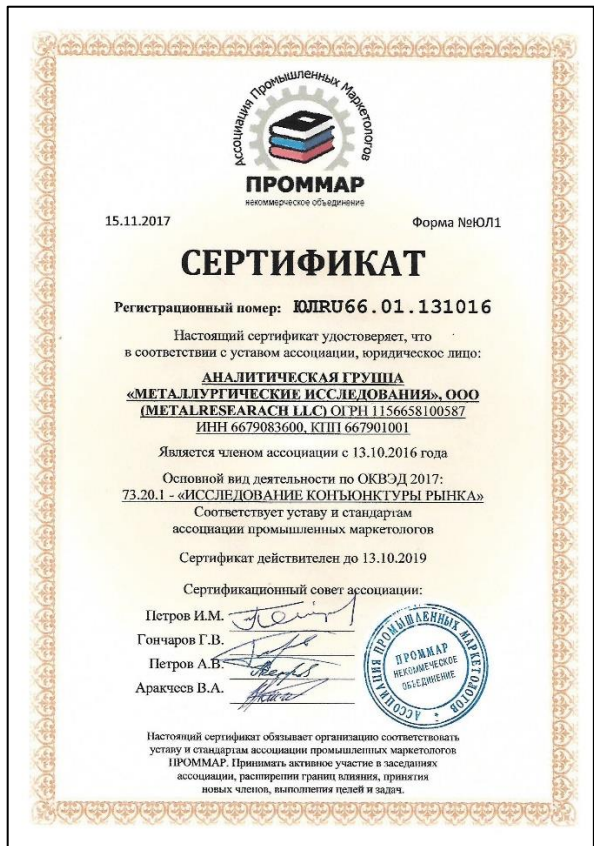 Ассоциация Промышленных Маркетологов
ПРОММАР
некоммерческое объединение
15.11.2017
Форма №ЮЛ1
СЕРТИФИКАТ
Регистрационный номер: ЮЛRU66.01.131016
Настоящий сертификат удостоверяет, что
в соответствии с уставом ассоциации, юридическое лицо:
АНАЛИТИЧЕСКАЯ ГРУППА
«МЕТАЛЛУРГИЧЕСКИЕ ИССЛЕДОВАНИЯ», ООО
(METALRESEARACH LLC) ОГРН 1156658100587
ИНН 6679083600, КПП 667901001
Является членом ассоциации с 13.10.2016 года
Основной вид деятельности по ОКВЭД 2017:
73.20.1 - «ИССЛЕДОВАНИЕ КОНЪЮНКТУРЫ РЫНКА»
Соответствует уставу и стандартам
ассоциации промышленных маркетологов
Сертификат действителен до 13.10.2019
Сертификационный совет ассоциации:
Петров И.М.
Гончаров Г.В.
Петров А.В.
Аракчеев В.А.
АССОЦИАЦИЯ ПРОМЫШЛЕННЫХ МАРКЕТОЛОГОВ
ПРОММАР
НЕКОММЕЧЕСКОЕ
ОБЪЕДИНЕНИЕ
Настоящий сертификат обязывает организацию соответствовать
уставу и стандартам ассоциации промышленных маркетологов
ПРОММАР. Принимать активное участие в заседаниях
ассоциации, расширении границ влияния, принятия
новых членов, выполнения целей и задач.